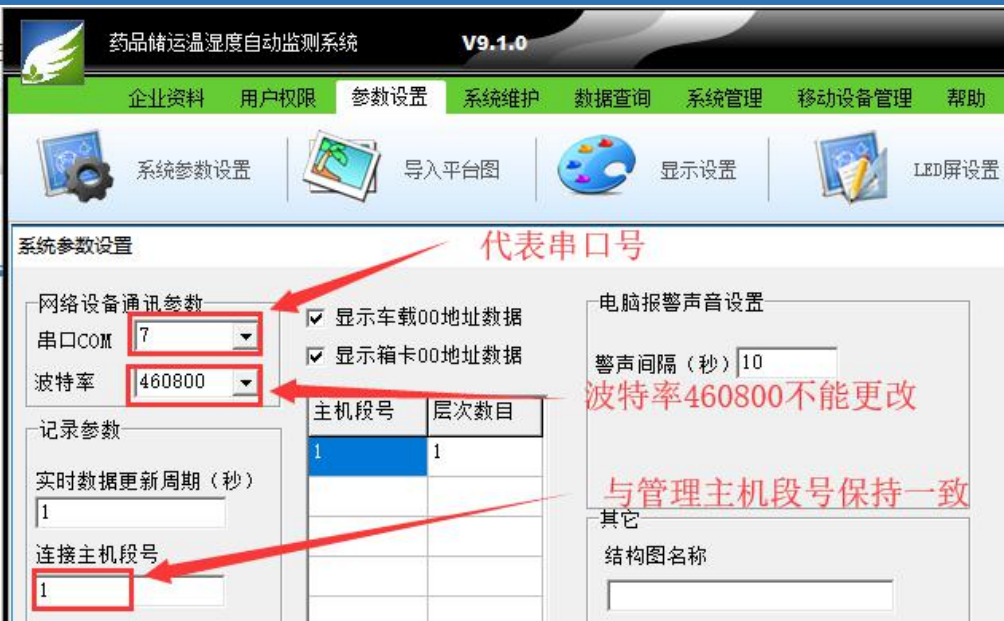 药品储运温湿度自动监测系统 V9.1.0
企业资料 用户权限 参数设置 系统维护 数据查询 系统管理 移动设备管理 帮助
系统参数设置 导入平台图 显示设置 LED屏设置
系统参数设置
代表串口号
网络设备通讯参数
串口COM 7
波特率 460800
显示车载00地址数据
显示箱卡00地址数据
电脑报警声音设置
警声间隔（秒） 10
波特率460800不能更改
主机段号 层次数目
1 1
记录参数
实时数据更新周期（秒）
1
连接主机段号
1
与管理主机段号保持一致
其它
结构图名称